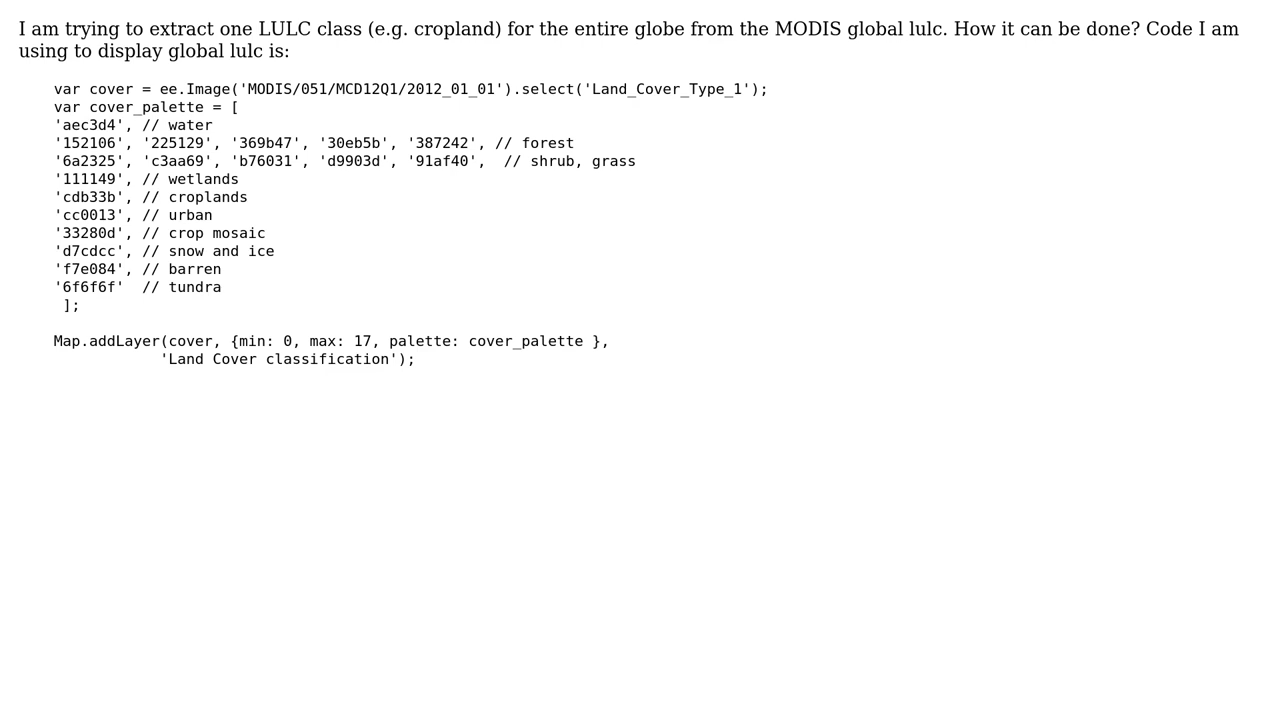 I am trying to extract one LULC class (e.g. cropland) for the entire globe from the MODIS global lulc. How it can be done? Code I am
using to display global lulc is:
var cover = ee.Image('MODIS/051/MCD12Q1/2012_01_01').select('Land_Cover_Type_1');
var cover_palette = [
'aec3d4', // water
'152106', '225129', '369b47', '30eb5b', '387242', // forest
'6a2325', 'c3aa69', 'b76031', 'd9903d', '91af40',  // shrub, grass
'111149', // wetlands
'cdb33b', // croplands
'cc0013', // urban
'33280d', // crop mosaic
'd7cdcc', // snow and ice
'f7e084', // barren
'6f6f6f'  // tundra
];
Map.addLayer(cover, {min: 0, max: 17, palette: cover_palette },
'Land Cover classification');